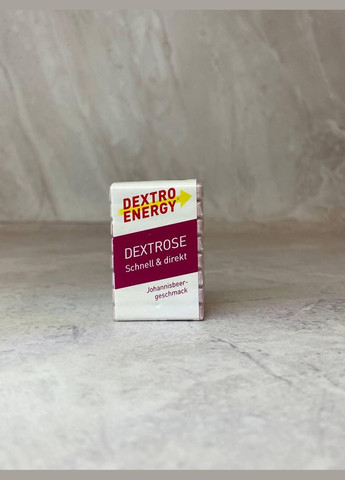 DEXTRO
ENERGY
DEXTROSE
Schnell & direkt
Johannisbeer-
geschmack